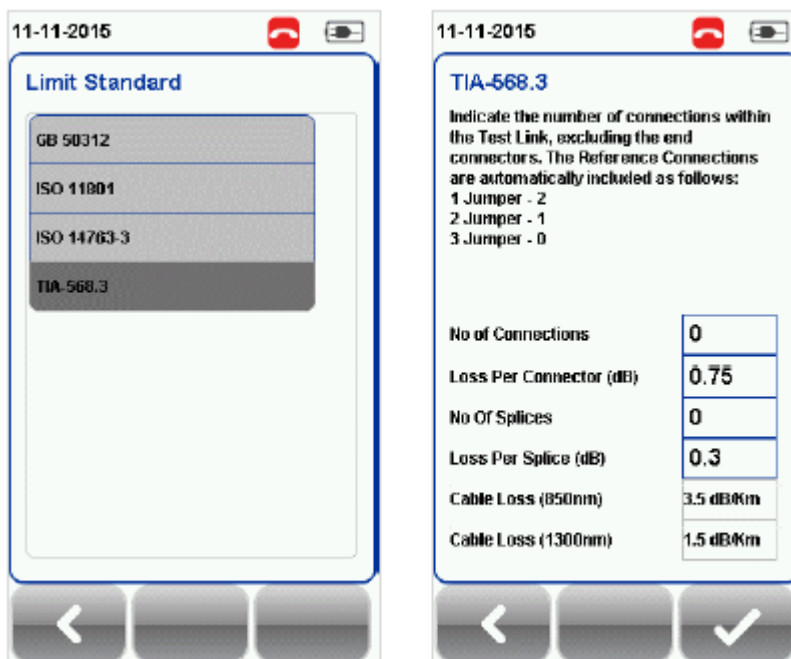 11-11-2015
Limit Standard
GB 50312
ISO 11801
ISO 14763-3
TIA-568.3
11-11-2015
TIA-568.3
Indicate the number of connections within
the Test Link, excluding the end
connectors. The Reference Connections
are automatically included as follows:
1 Jumper - 2
2 Jumper - 1
3 Jumper - 0
No of Connections 0
Loss Per Connector (dB) 0.75
No Of Splices 0
Loss Per Splice (dB) 0.3
Cable Loss (850nm) 3.5 dB/Km
Cable Loss (1300nm) 1.5 dB/Km